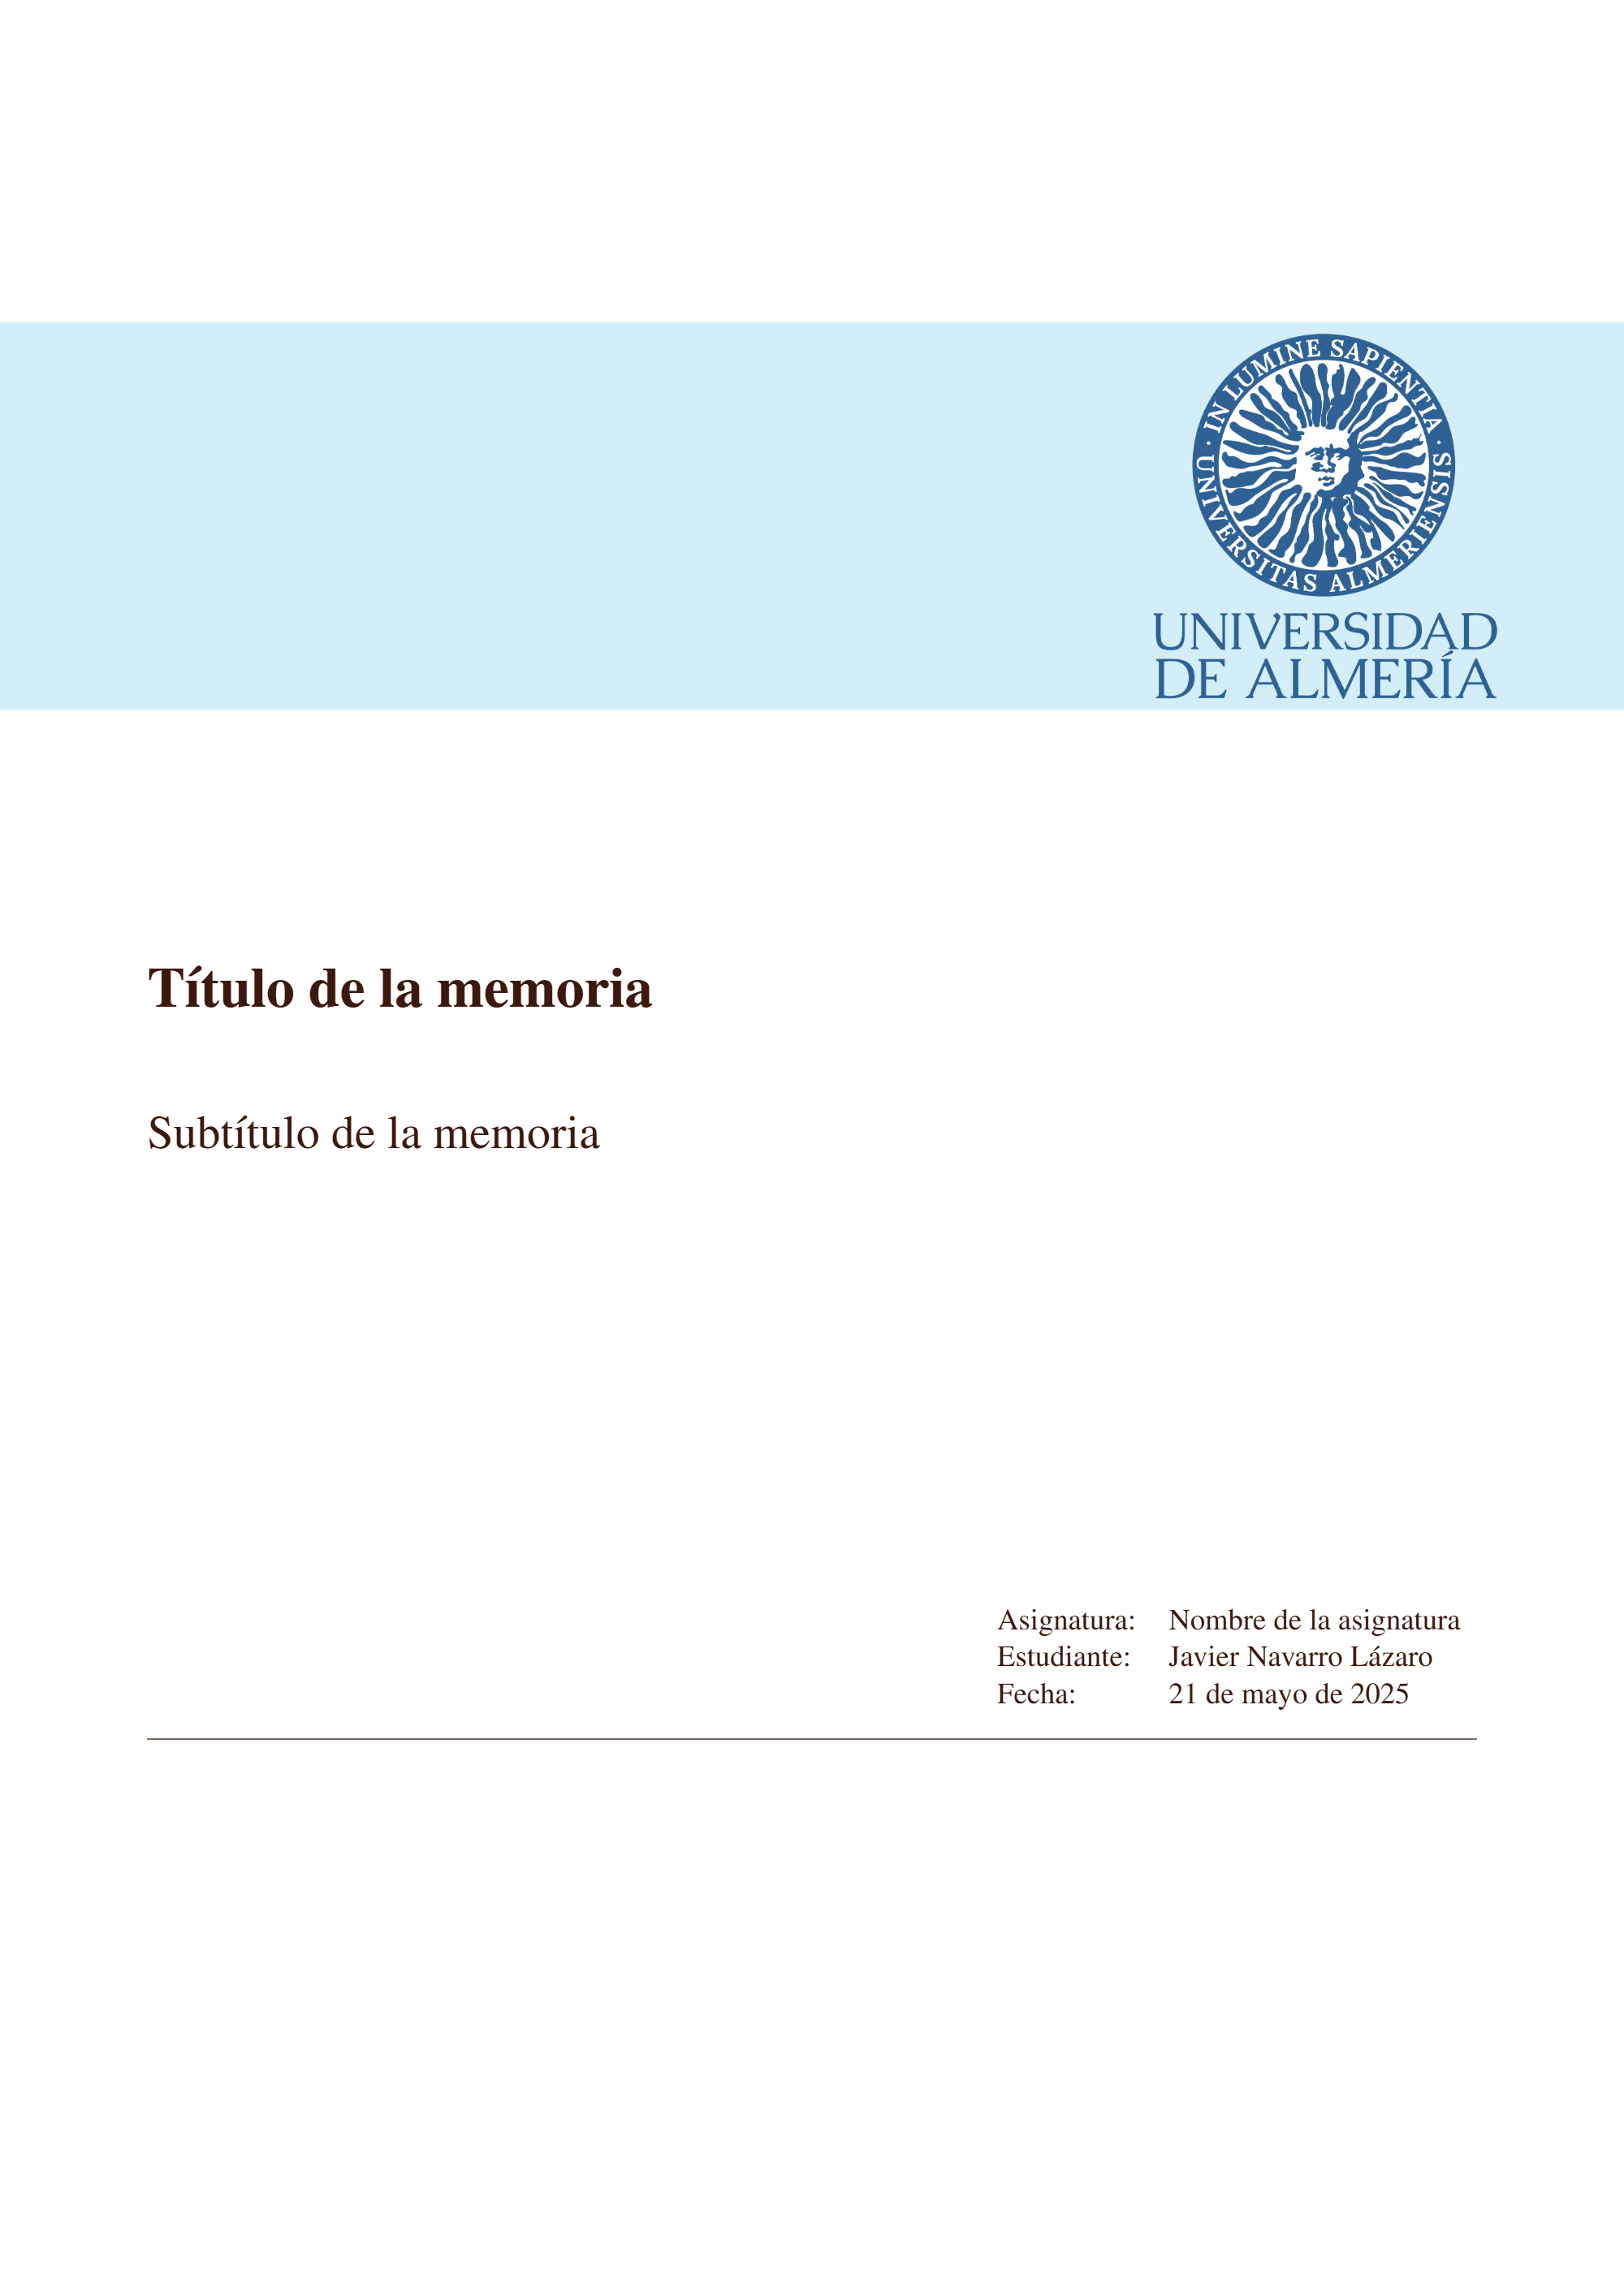 · IN LUMINE SAPIENTIA ·
UNIVERSITAS ALMERIENSIS
UNIVERSIDAD
DE ALMERÍA
Título de la memoria
Subtítulo de la memoria
Asignatura: Nombre de la asignatura
Estudiante: Javier Navarro Lázaro
Fecha: 21 de mayo de 2025